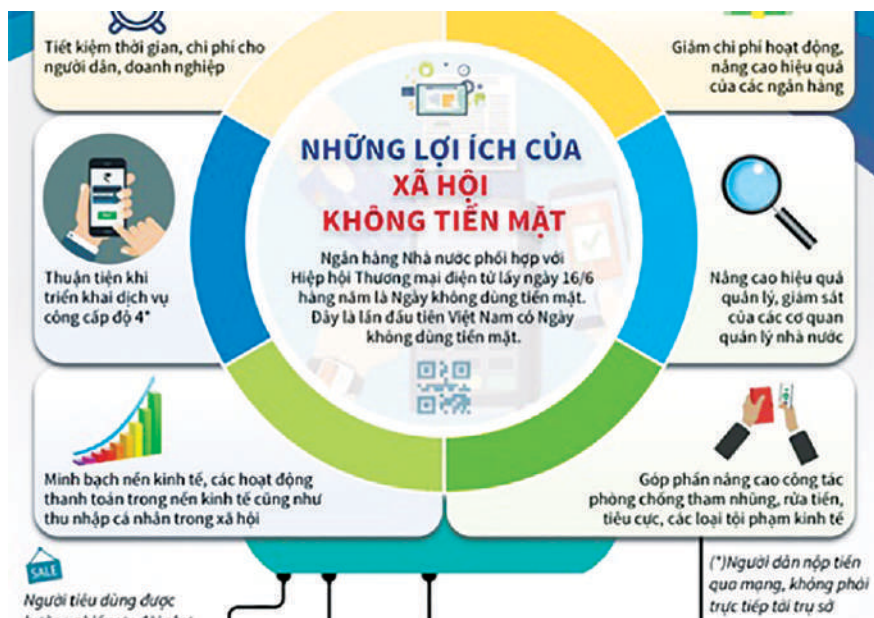 Tiết kiệm thời gian, chi phí cho
người dân, doanh nghiệp
Giảm chi phí hoạt động,
nâng cao hiệu quả
của các ngân hàng
NHỮNG LỢI ÍCH CỦA
XÃ HỘI
KHÔNG TIỀN MẶT
Ngân hàng Nhà nước phối hợp với
Hiệp hội Thương mại điện tử lấy ngày 16/6
hàng năm là Ngày không dùng tiền mặt.
Đây là lần đầu tiên Việt Nam có Ngày
không dùng tiền mặt.
Thuận tiện khi
triển khai dịch vụ
công cấp độ 4*
Nâng cao hiệu quả
quản lý, giám sát
của các cơ quan
quản lý nhà nước
Minh bạch nền kinh tế, các hoạt động
thanh toán trong nền kinh tế cũng như
thu nhập cá nhân trong xã hội
Góp phần nâng cao công tác
phòng chống tham nhũng, rửa tiền,
tiêu cực, các loại tội phạm kinh tế
SALE
Người tiêu dùng được
(*)Người dân nộp tiền
qua mạng, không phải
trực tiếp tới trụ sở